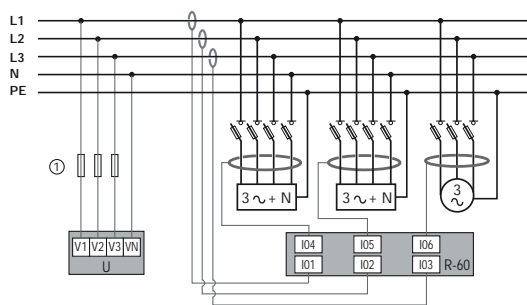 L1
L2
L3
N
PE
1
3 ∿ + N
3 ∿ + N
3
∿
V1 V2 V3 VN
U
I04 I05 I06
I01 I02 I03
R-60